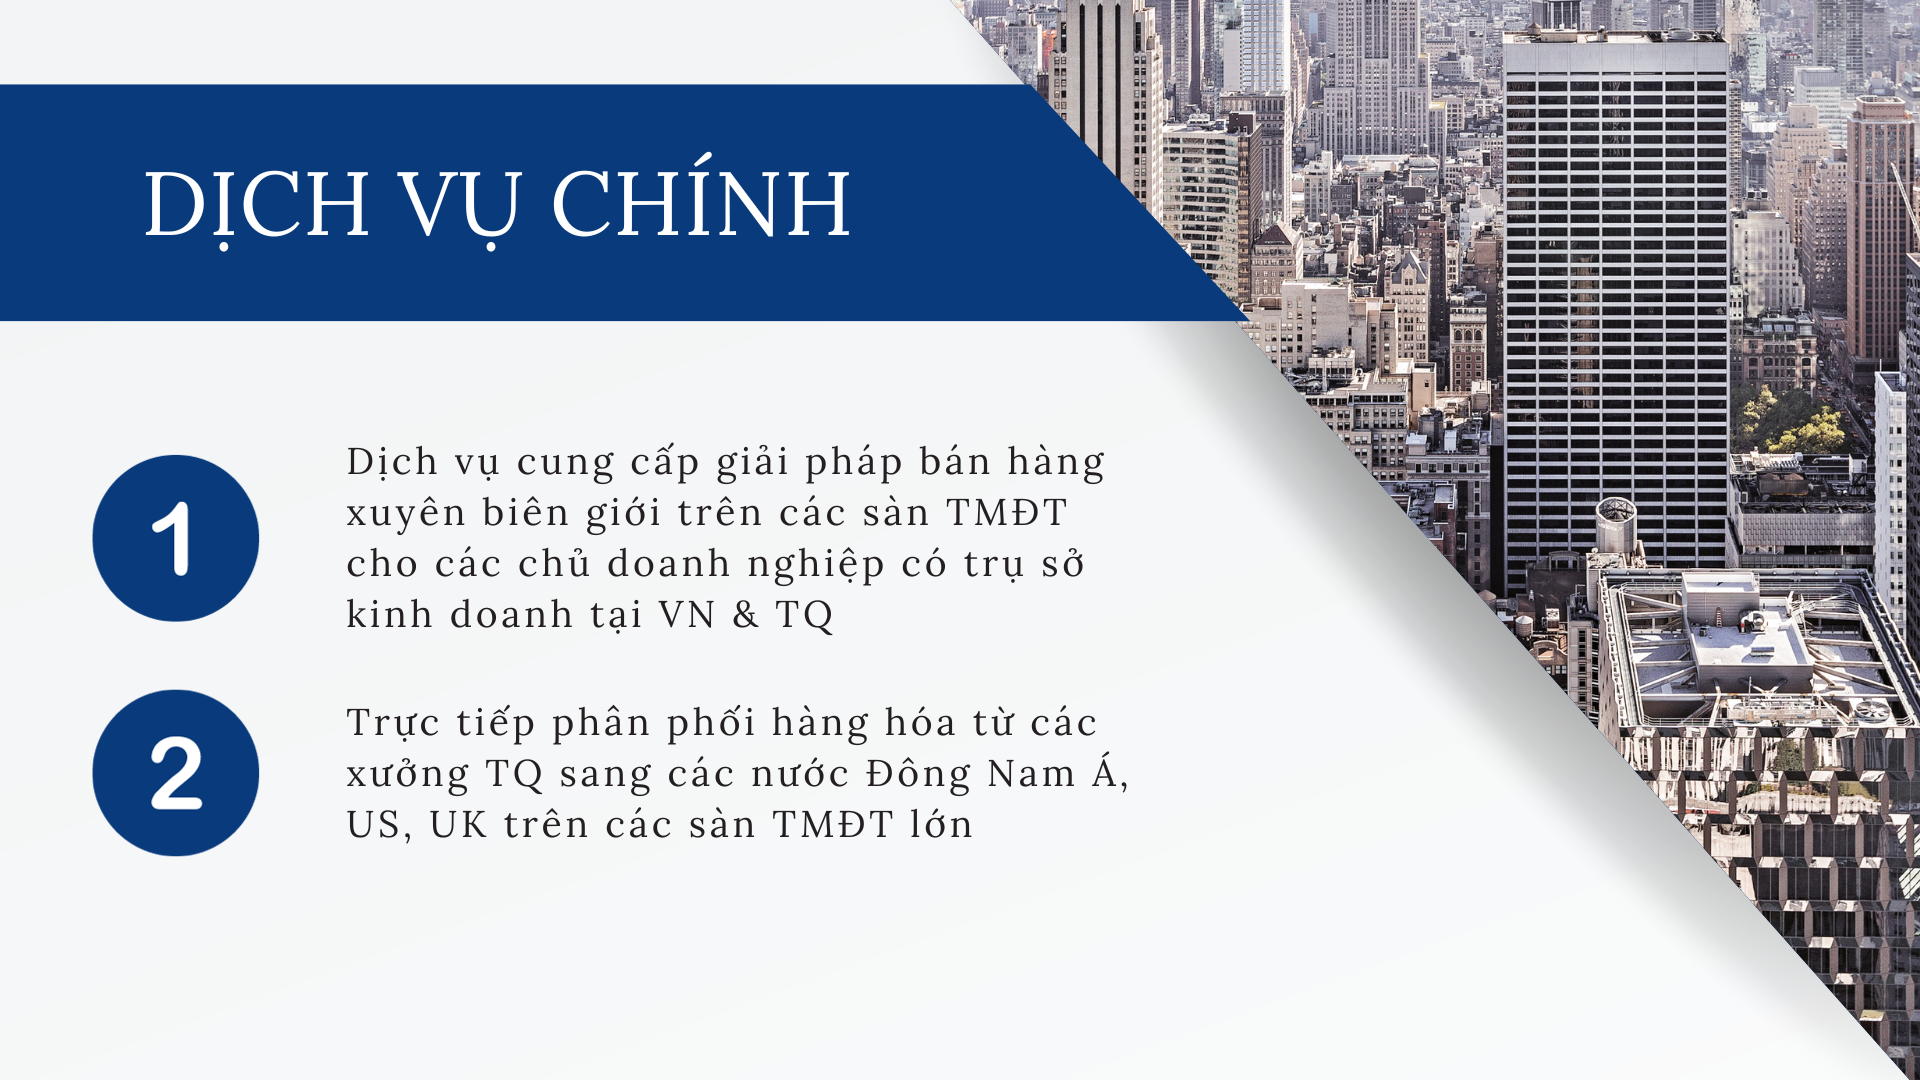 DỊCH VỤ CHÍNH
1
Dịch vụ cung cấp giải pháp bán hàng
xuyên biên giới trên các sàn TMĐT
cho các chủ doanh nghiệp có trụ sở
kinh doanh tại VN & TQ
2
Trực tiếp phân phối hàng hóa từ các
xưởng TQ sang các nước Đông Nam Á,
US, UK trên các sàn TMĐT lớn